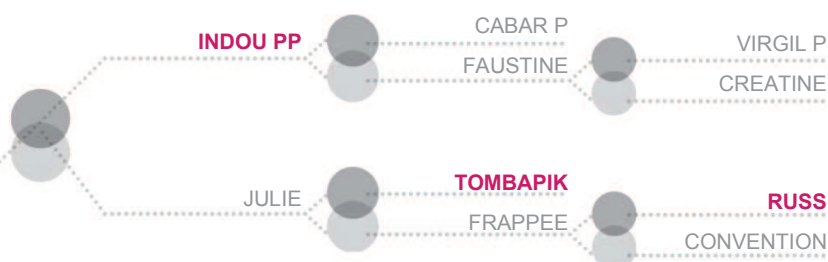 INDOU PP
CABAR P
FAUSTINE
VIRGIL P
CREATINE
JULIE
TOMBAPIK
FRAPPEE
RUSS
CONVENTION